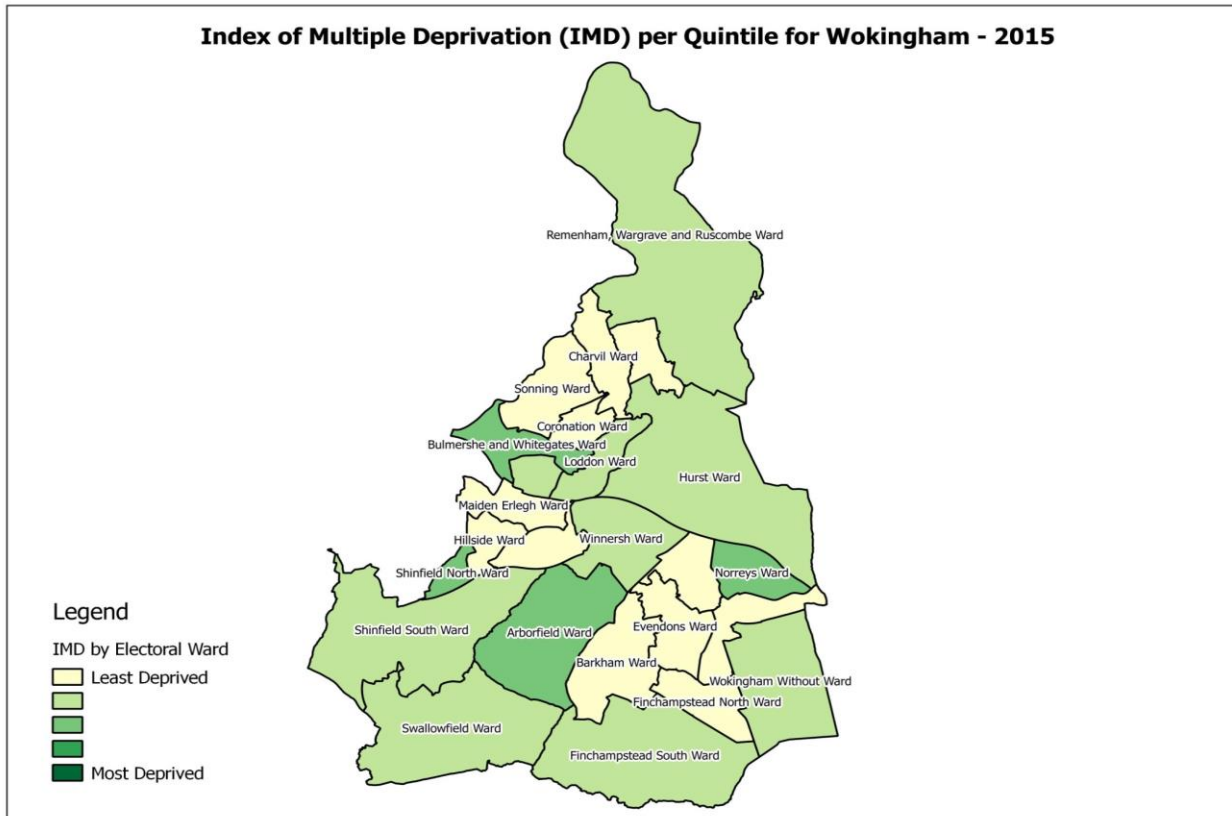 Index of Multiple Deprivation (IMD) per Quintile for Wokingham - 2015
Remenham, Wargrave and Ruscombe Ward
Charvil Ward
Sonning Ward
Coronation Ward
Bulmershe and Whitegates Ward
Loddon Ward
Hurst Ward
Maiden Erlegh Ward
Hillside Ward
Winnersh Ward
Shinfield North Ward
Norreys Ward
Shinfield South Ward
Arborfield Ward
Evendons Ward
Barkham Ward
Wokingham Without Ward
Finchampstead North Ward
Swallowfield Ward
Finchampstead South Ward
Legend
IMD by Electoral Ward
Least Deprived
Most Deprived